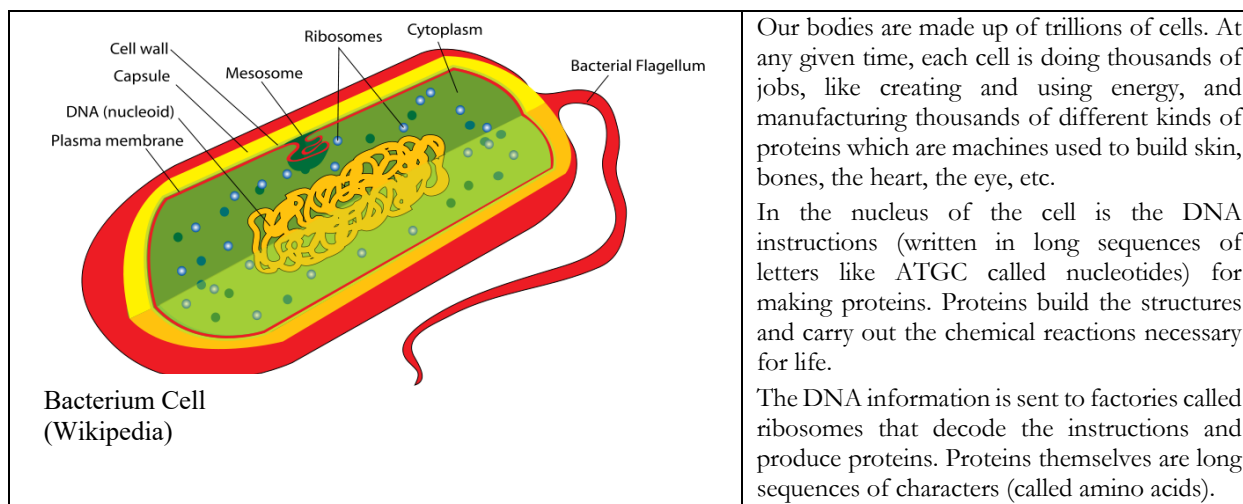 Cell wall
Capsule
DNA (nucleoid)
Plasma membrane
Mesosome
Ribosomes
Cytoplasm
Bacterial Flagellum
Bacterium Cell
(Wikipedia)
Our bodies are made up of trillions of cells. At
any given time, each cell is doing thousands of
jobs, like creating and using energy, and
manufacturing thousands of different kinds of
proteins which are machines used to build skin,
bones, the heart, the eye, etc.
In the nucleus of the cell is the DNA
instructions (written in long sequences of
letters like ATGC called nucleotides) for
making proteins. Proteins build the structures
and carry out the chemical reactions necessary
for life.
The DNA information is sent to factories called
ribosomes that decode the instructions and
produce proteins. Proteins themselves are long
sequences of characters (called amino acids).